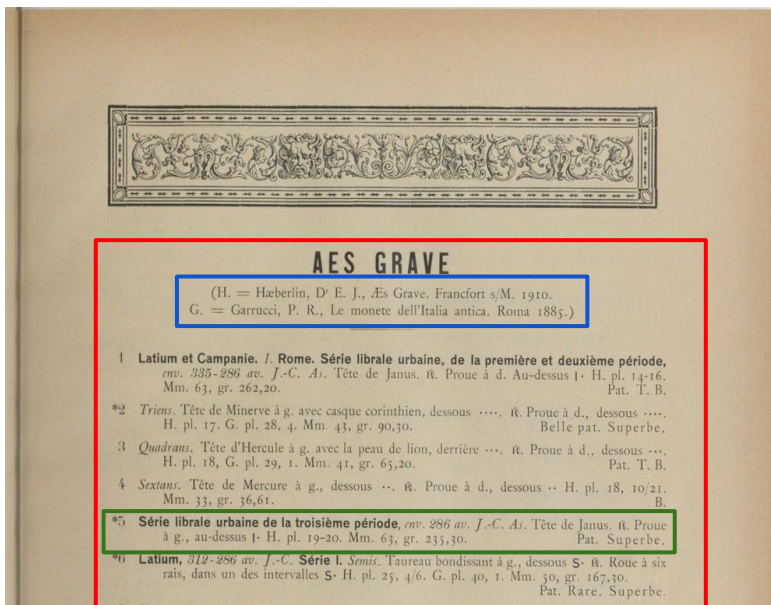 AES GRAVE
(H. = Hæberlin, Dʳ E. J., Æs Grave. Francfort s/M. 1910.
G. = Garrucci, P. R., Le monete dell'Italia antica. Roma 1885.)
1 Latium et Campanie. I. Rome. Série librale urbaine, de la première et deuxième période,
env. 335-286 av. J.-C. As. Tête de Janus. ℞. Proue à d. Au-dessus I· H. pl. 14-16.
Mm. 63, gr. 262,20. Pat. T. B.
*2 Triens. Tête de Minerve à g. avec casque corinthien, dessous ····. ℞. Proue à d., dessous ····.
H. pl. 17. G. pl. 28, 4. Mm. 43, gr. 90,30. Belle pat. Superbe.
3 Quadrans. Tête d'Hercule à g. avec la peau de lion, derrière ···. ℞. Proue à d., dessous ···.
H. pl. 18, G. pl. 29, 1. Mm. 41, gr. 65,20. Pat. T. B.
4 Sextans. Tête de Mercure à g., dessous ··. ℞. Proue à d., dessous ·· H. pl. 18, 10/21.
Mm. 33, gr. 36,61. B.
*5 Série librale urbaine de la troisième période, env. 286 av. J.-C. As. Tête de Janus. ℞. Proue
à g., au-dessus I· H. pl. 19-20. Mm. 63, gr. 235,30. Pat. Superbe.
*6 Latium, 312-286 av. J.-C. Série I. Semis. Taureau bondissant à g., dessous S· ℞. Roue à six
rais, dans un des intervalles S· H. pl. 25, 4/6. G. pl. 40, 1. Mm. 50, gr. 167,30.
Pat. Rare. Superbe.